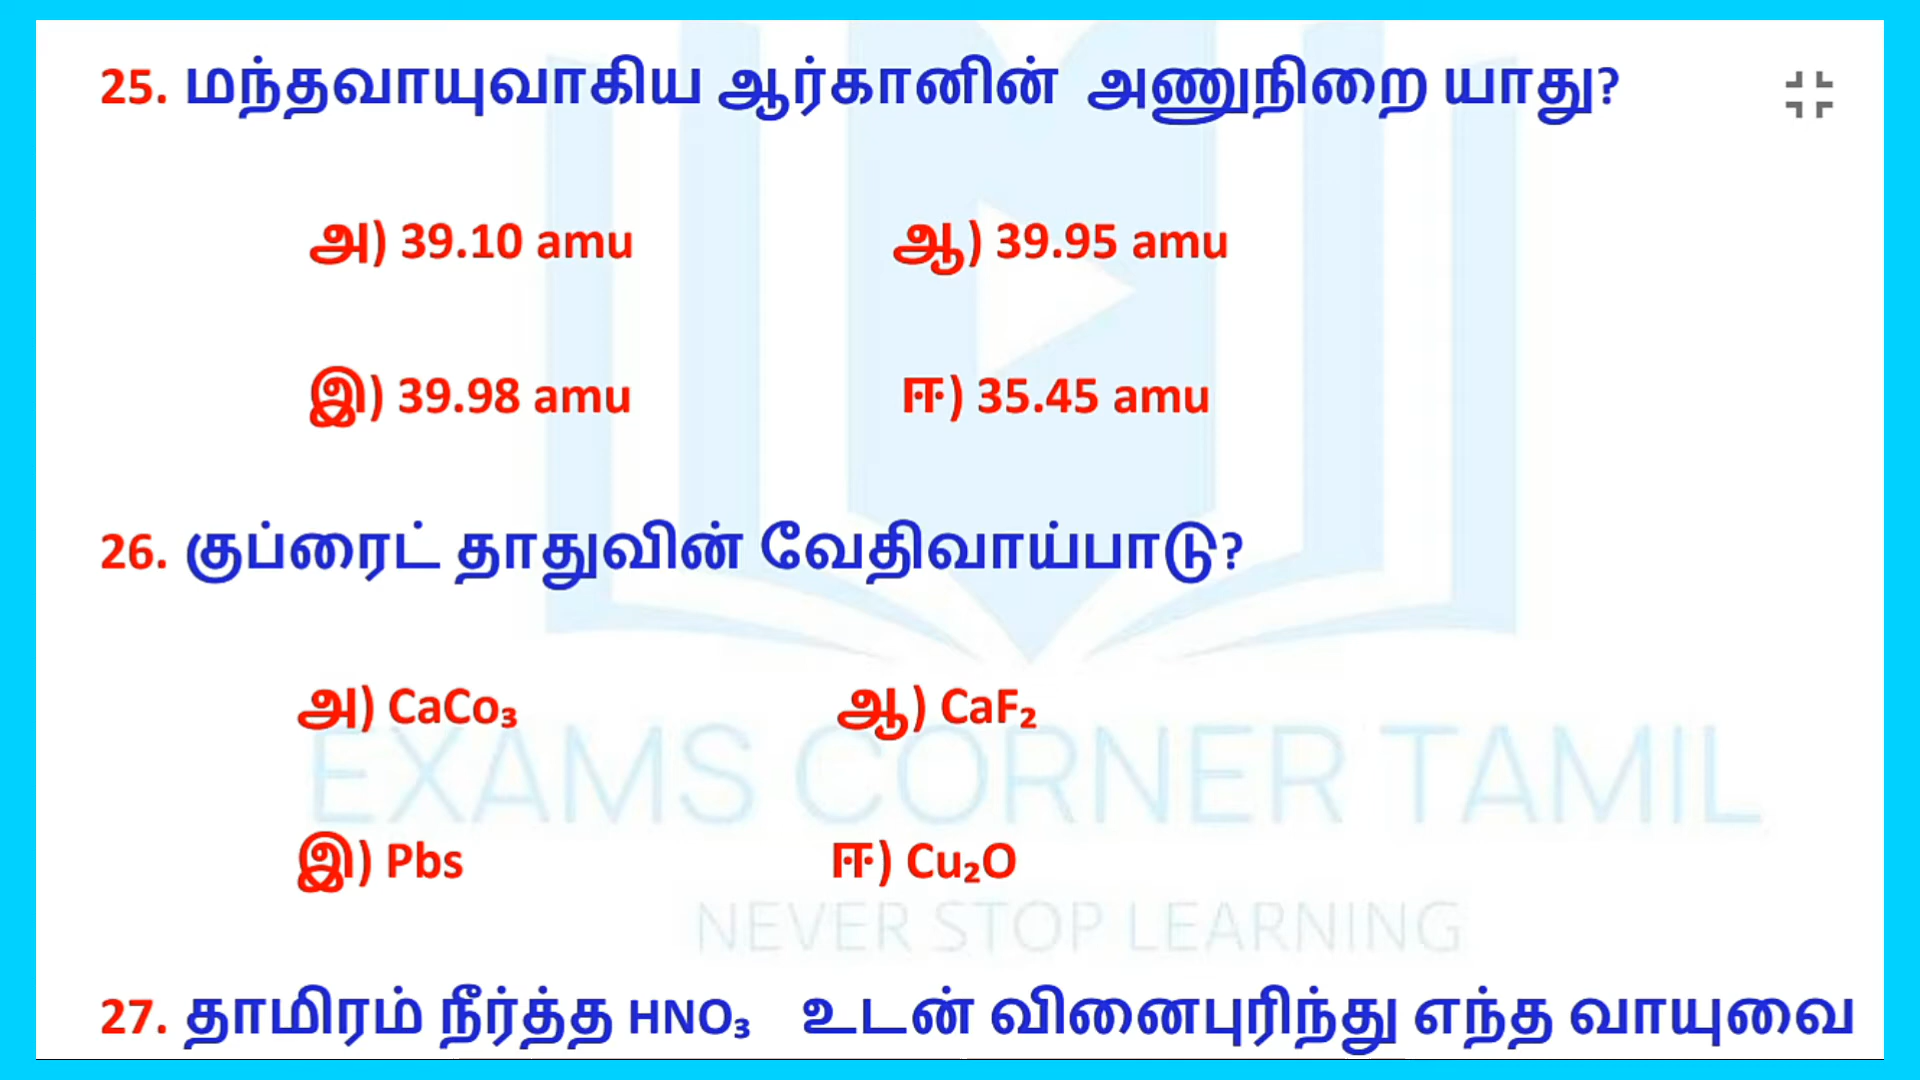 25. மந்தவாயுவாகிய ஆர்கானின் அணுநிறை யாது?
அ) 39.10 amu ஆ) 39.95 amu
இ) 39.98 amu ஈ) 35.45 amu
26. குப்ரைட் தாதுவின் வேதிவாய்பாடு?
அ) CaCo₃ ஆ) CaF₂
EXAMS CORNER TAMIL
இ) Pbs ஈ) Cu₂O
NEVER STOP LEARNING
27. தாமிரம் நீர்த்த HNO₃ உடன் வினைபுரிந்து எந்த வாயுவை